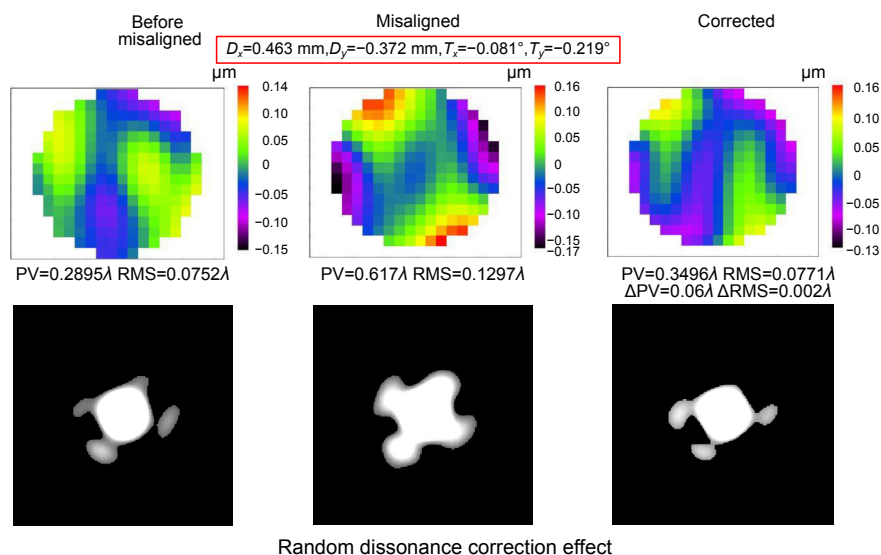 Before
misaligned
Misaligned
Corrected
Dx=0.463 mm,Dy=−0.372 mm,Tx=−0.081°,Ty=−0.219°
μm
0.14
0.10
0.05
0
−0.05
−0.10
−0.15
μm
0.16
0.10
0.05
0
−0.05
−0.10
−0.15
−0.17
μm
0.16
0.10
0.05
0
−0.05
−0.10
−0.13
PV=0.2895λ RMS=0.0752λ
PV=0.617λ RMS=0.1297λ
PV=0.3496λ RMS=0.0771λ
ΔPV=0.06λ ΔRMS=0.002λ
Random dissonance correction effect